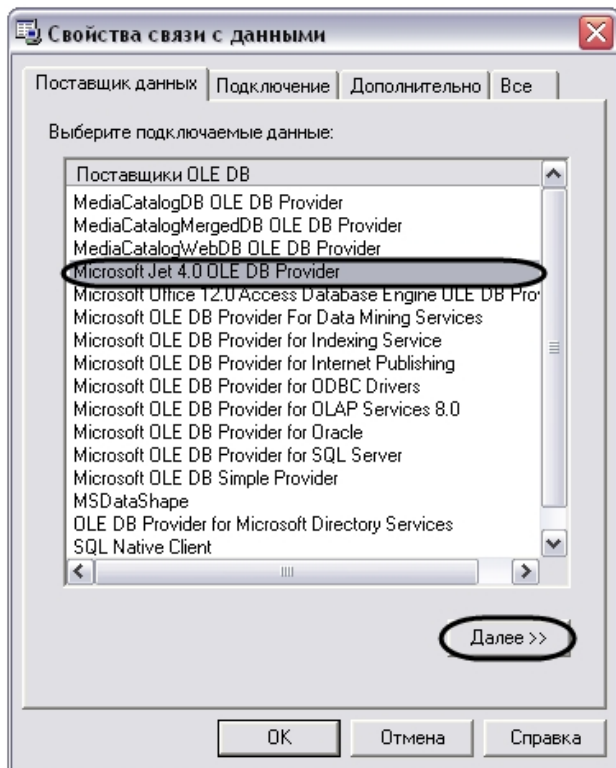 Свойства связи с данными
Поставщик данных Подключение Дополнительно Все
Выберите подключаемые данные:
Поставщики OLE DB
MediaCatalogDB OLE DB Provider
MediaCatalogMergedDB OLE DB Provider
MediaCatalogWebDB OLE DB Provider
Microsoft Jet 4.0 OLE DB Provider
Microsoft Office 12.0 Access Database Engine OLE DB Pro
Microsoft OLE DB Provider For Data Mining Services
Microsoft OLE DB Provider for Indexing Service
Microsoft OLE DB Provider for Internet Publishing
Microsoft OLE DB Provider for ODBC Drivers
Microsoft OLE DB Provider for OLAP Services 8.0
Microsoft OLE DB Provider for Oracle
Microsoft OLE DB Provider for SQL Server
Microsoft OLE DB Simple Provider
MSDataShape
OLE DB Provider for Microsoft Directory Services
SQL Native Client
Далее >>
OK Отмена Справка